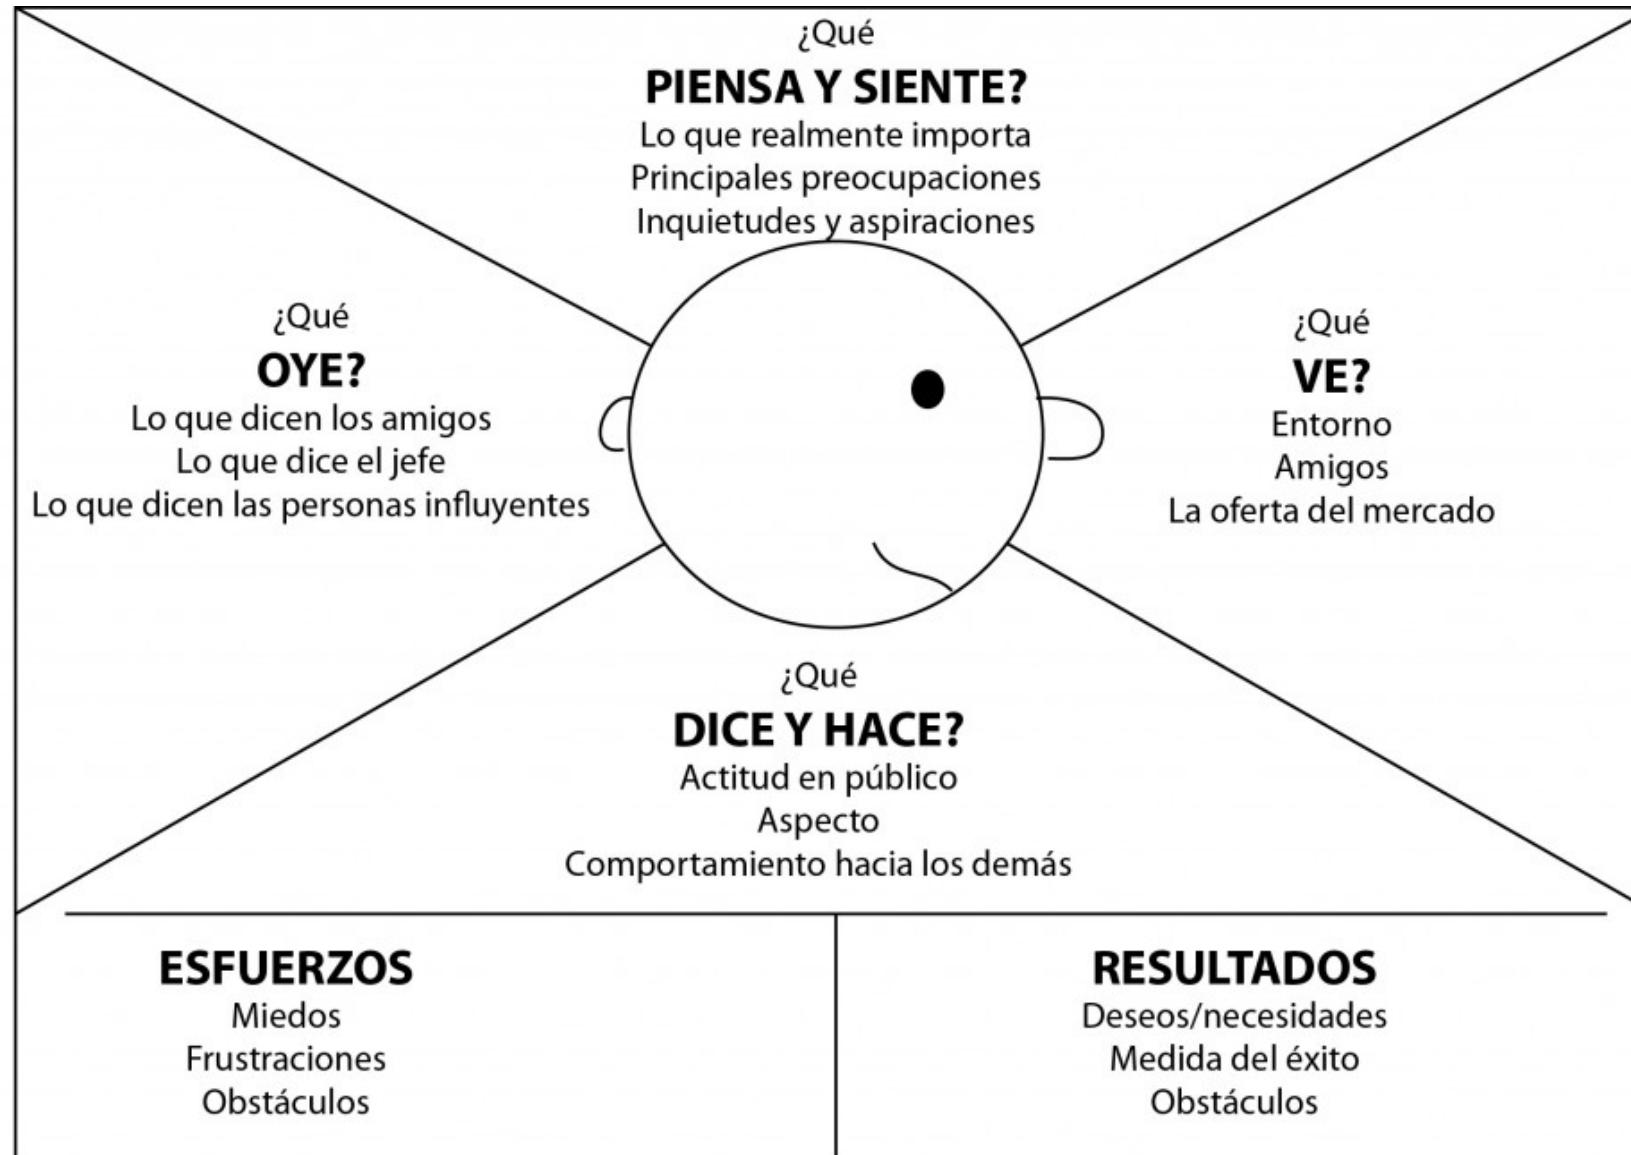 ¿Qué
PIENSA Y SIENTE?
Lo que realmente importa
Principales preocupaciones
Inquietudes y aspiraciones
¿Qué
OYE?
Lo que dicen los amigos
Lo que dice el jefe
Lo que dicen las personas influyentes
¿Qué
VE?
Entorno
Amigos
La oferta del mercado
¿Qué
DICE Y HACE?
Actitud en público
Aspecto
Comportamiento hacia los demás
ESFUERZOS
Miedos
Frustraciones
Obstáculos
RESULTADOS
Deseos/necesidades
Medida del éxito
Obstáculos